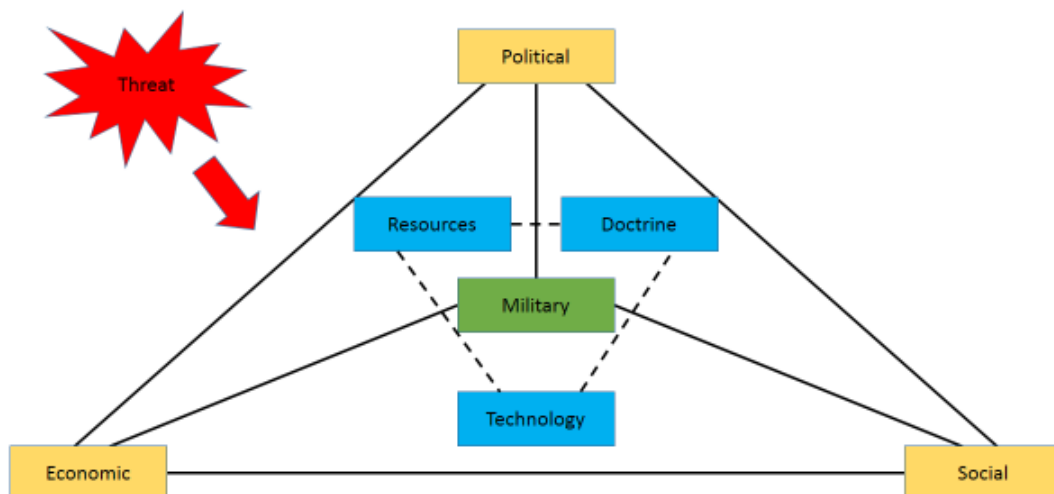 Political
Threat
Resources
Doctrine
Military
Technology
Economic
Social